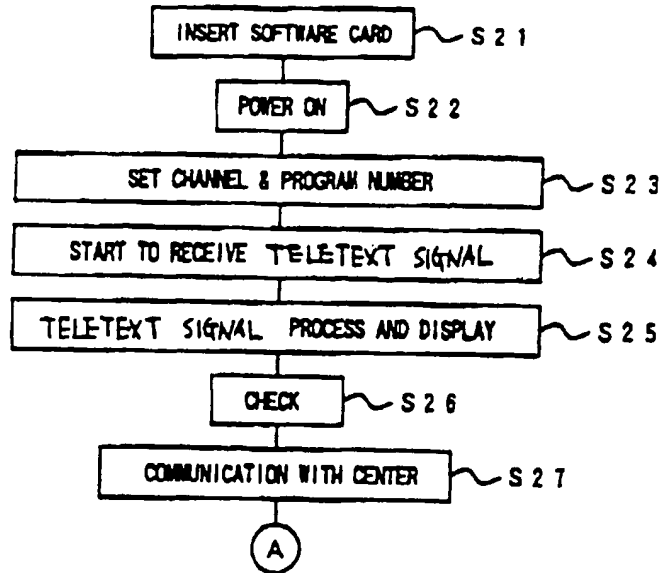 INSERT SOFTWARE CARD S21
POWER ON S22
SET CHANNEL & PROGRAM NUMBER S23
START TO RECEIVE TELETEXT SIGNAL S24
TELETEXT SIGNAL PROCESS AND DISPLAY S25
CHECK S26
COMMUNICATION WITH CENTER S27
A